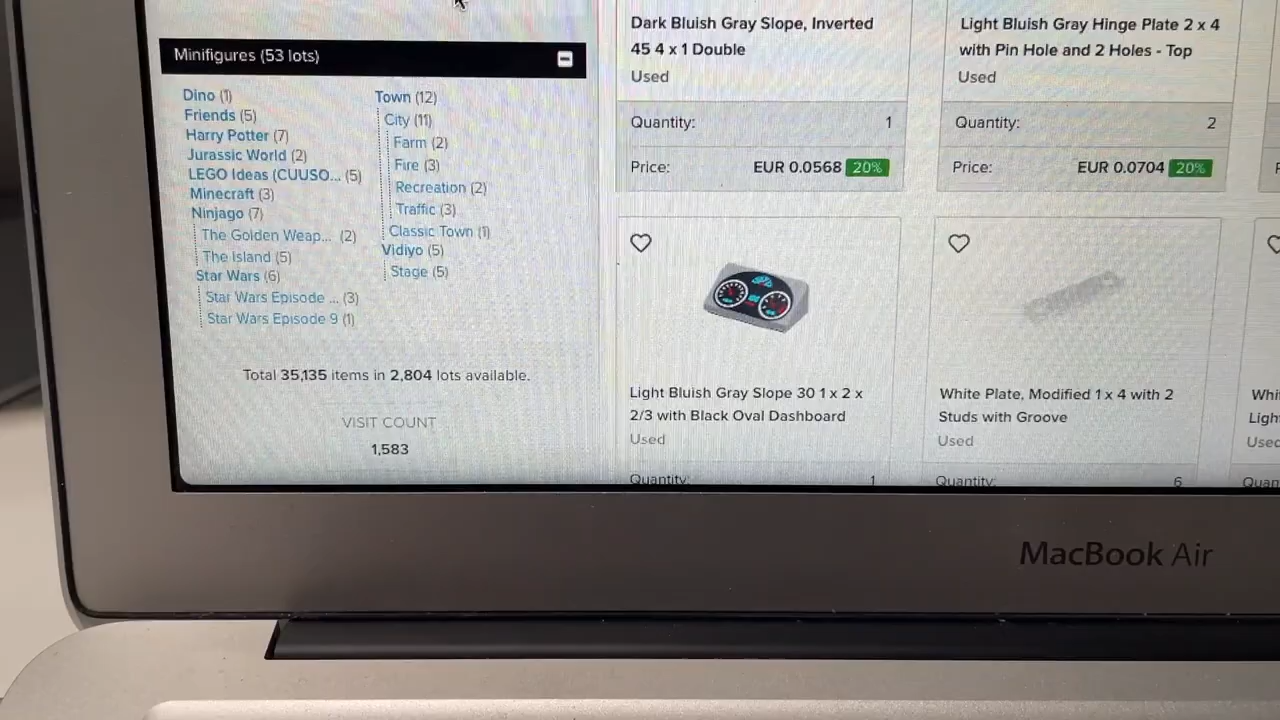 Minifigures (53 lots)
Dino (1)
Friends (5)
Harry Potter (7)
Jurassic World (2)
LEGO Ideas (CUUSO... (5)
Minecraft (3)
Ninjago (7)
The Golden Weap... (2)
The Island (5)
Star Wars (6)
Star Wars Episode ... (3)
Star Wars Episode 9 (1)
Town (12)
City (11)
Farm (2)
Fire (3)
Recreation (2)
Traffic (3)
Classic Town (1)
Vidiyo (5)
Stage (5)
Total 35,135 items in 2,804 lots available.
VISIT COUNT
1,583
Dark Bluish Gray Slope, Inverted
45 4 x 1 Double
Used
Quantity: 1
Price: EUR 0.0568 20%
Light Bluish Gray Hinge Plate 2 x 4
with Pin Hole and 2 Holes - Top
Used
Quantity: 2
Price: EUR 0.0704 20%
Light Bluish Gray Slope 30 1 x 2 x
2/3 with Black Oval Dashboard
Used
Quantity: 1
White Plate, Modified 1 x 4 with 2
Studs with Groove
Used
Quantity: 6
MacBook Air